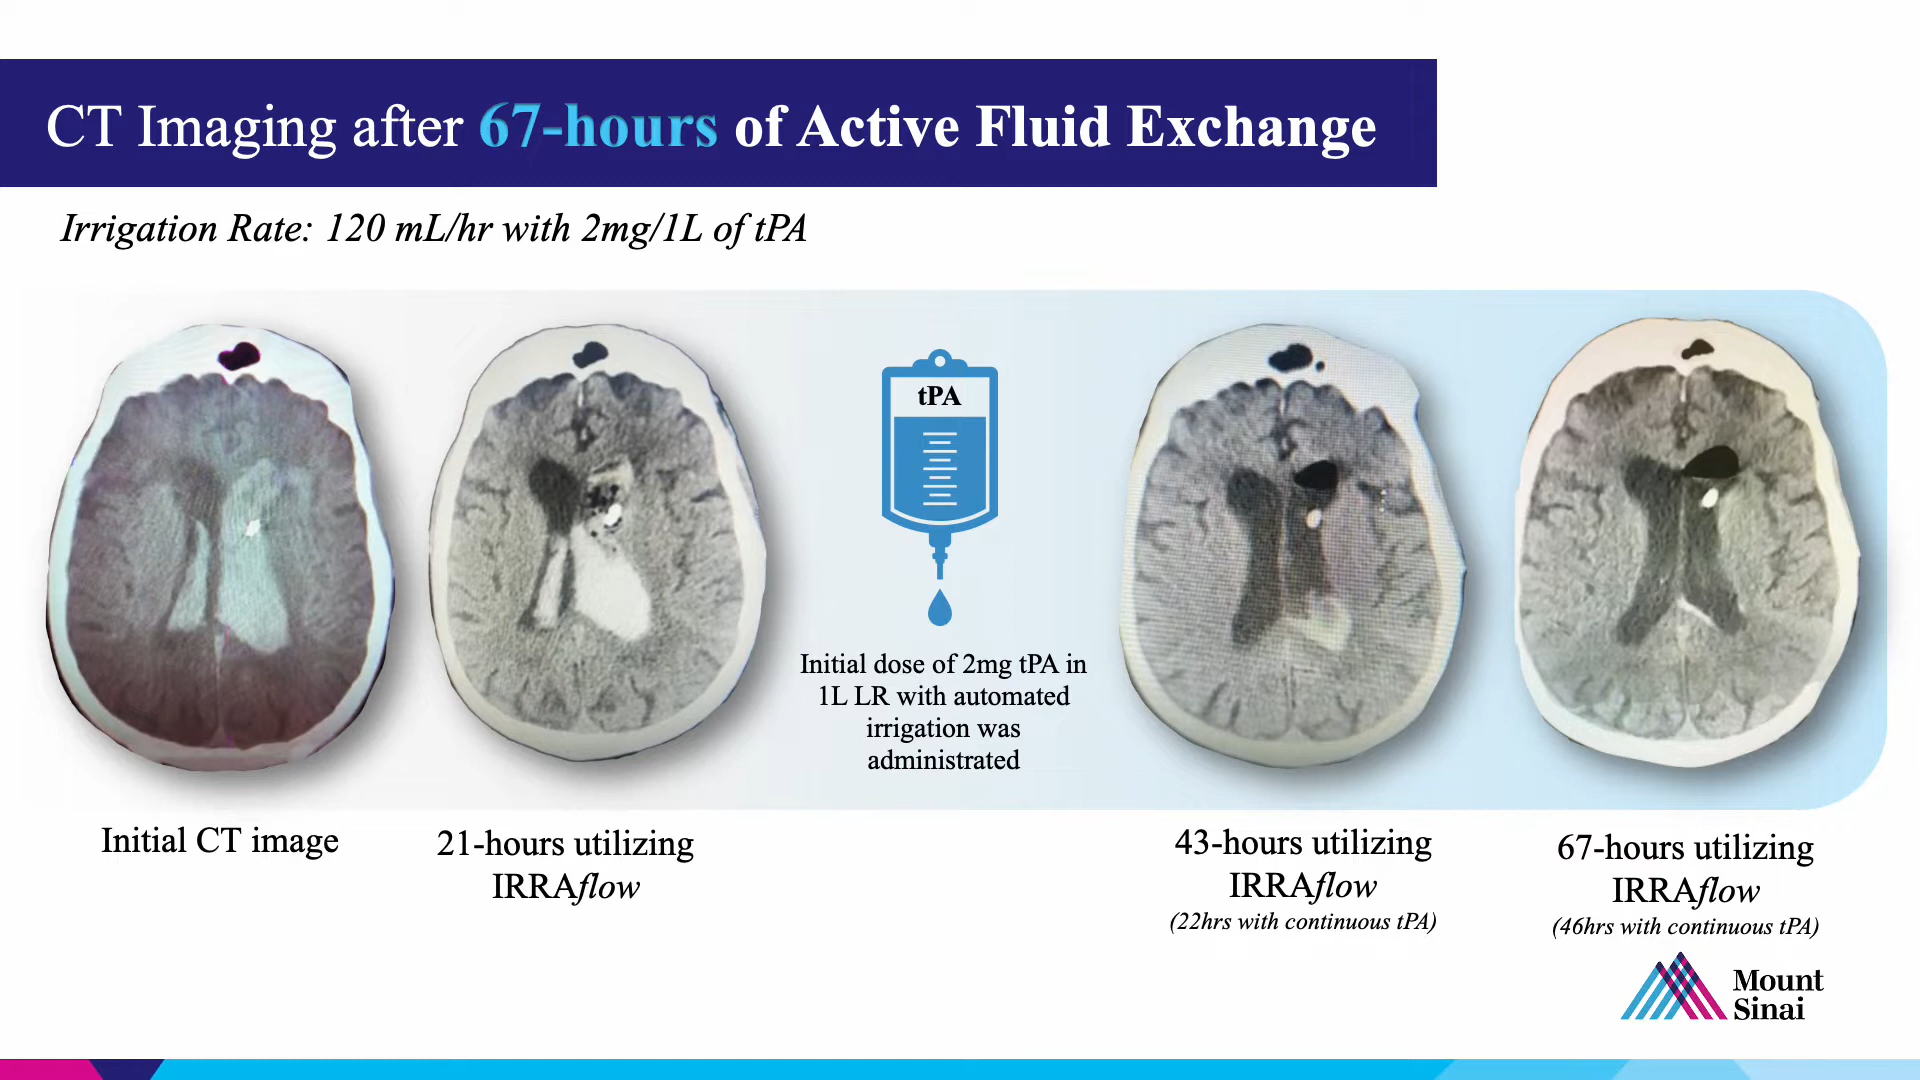 CT Imaging after 67-hours of Active Fluid Exchange
Irrigation Rate: 120 mL/hr with 2mg/1L of tPA
tPA
Initial dose of 2mg tPA in
1L LR with automated
irrigation was
administrated
Initial CT image
21-hours utilizing
IRRAflow
43-hours utilizing
IRRAflow
(22hrs with continuous tPA)
67-hours utilizing
IRRAflow
(46hrs with continuous tPA)
Mount
Sinai